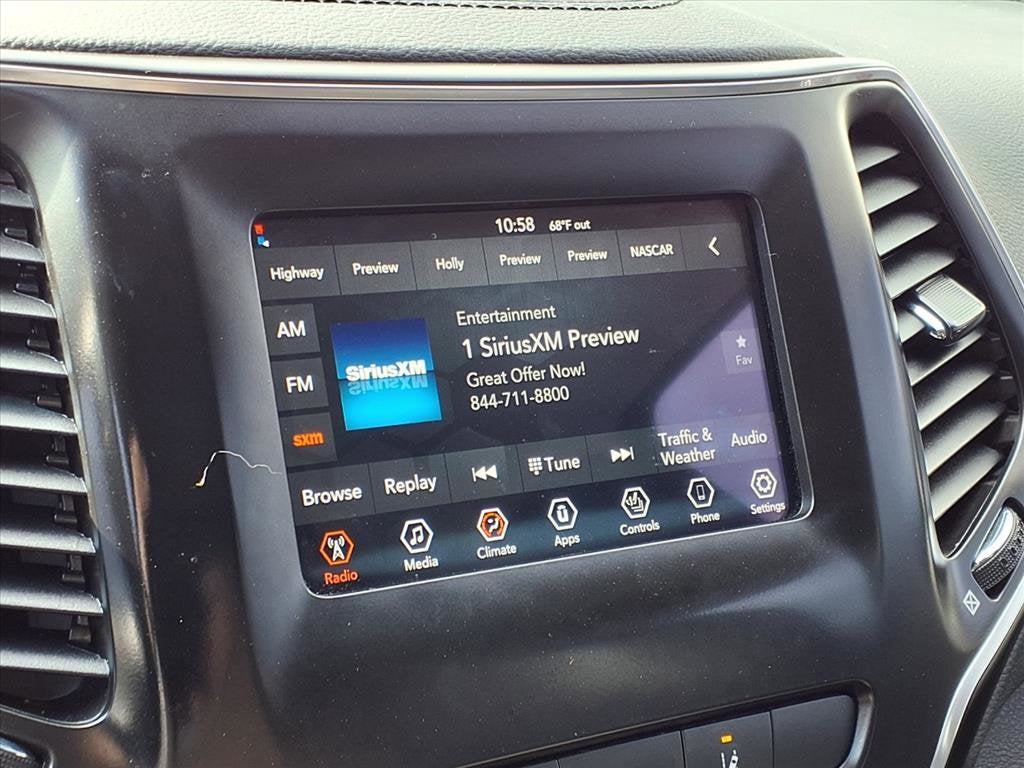 10:58 68°F out
Highway Preview Holly Preview Preview NASCAR
AM
FM
sxm
SiriusXM
Entertainment
1 SiriusXM Preview
Great Offer Now!
844-711-8800
Fav
Browse Replay Tune Traffic & Weather Audio
Radio Media Climate Apps Controls Phone Settings